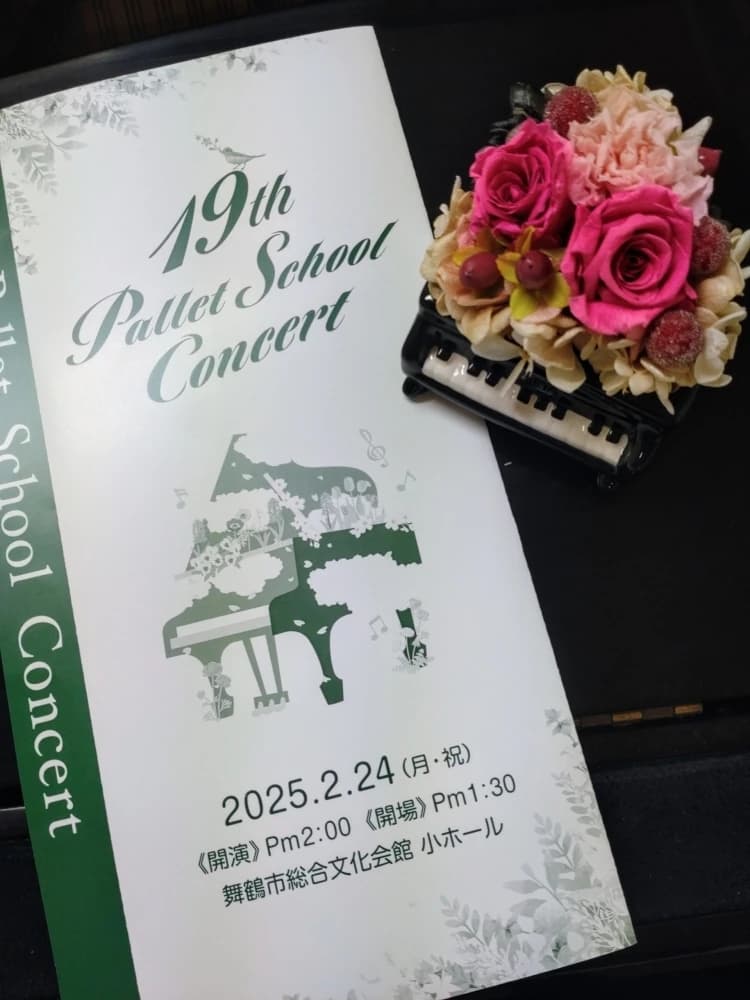 19th
Pallet School
Concert
2025.2.24(月・祝)
《開演》Pm2:00 《開場》Pm1:30
舞鶴市総合文化会館 小ホール
Pallet School Concert